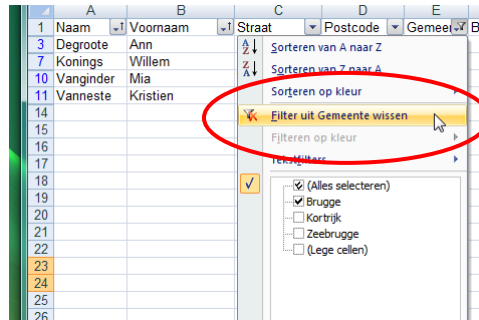 A B C D E
1 Naam Voornaam Straat Postcode Gemeei B
3 Degroote Ann
7 Konings Willem
10 Vanginder Mia
11 Vanneste Kristien
14
15
16
17
18
19
20
21
22
23
24
25
26
Sorteren van A naar Z
Sorteren van Z naar A
Sorteren op kleur
Filter uit Gemeente wissen
Filteren op kleur
Tekstfilters
(Alles selecteren)
Brugge
Kortrijk
Zeebrugge
(Lege cellen)